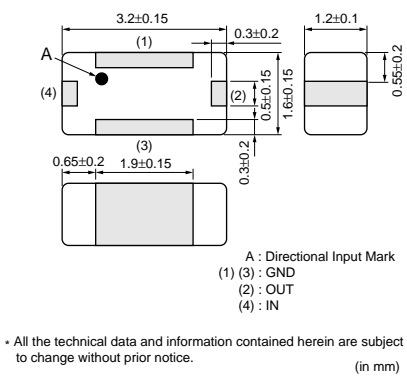 3.2±0.15
1.2±0.1
(1)
0.3±0.2
A
(4)
(2)
0.5±0.15
1.6±0.15
0.55±0.2
(3)
0.3±0.2
0.65±0.2
1.9±0.15
A : Directional Input Mark
(1) (3) : GND
(2) : OUT
(4) : IN
* All the technical data and information contained herein are subject
to change without prior notice.
(in mm)